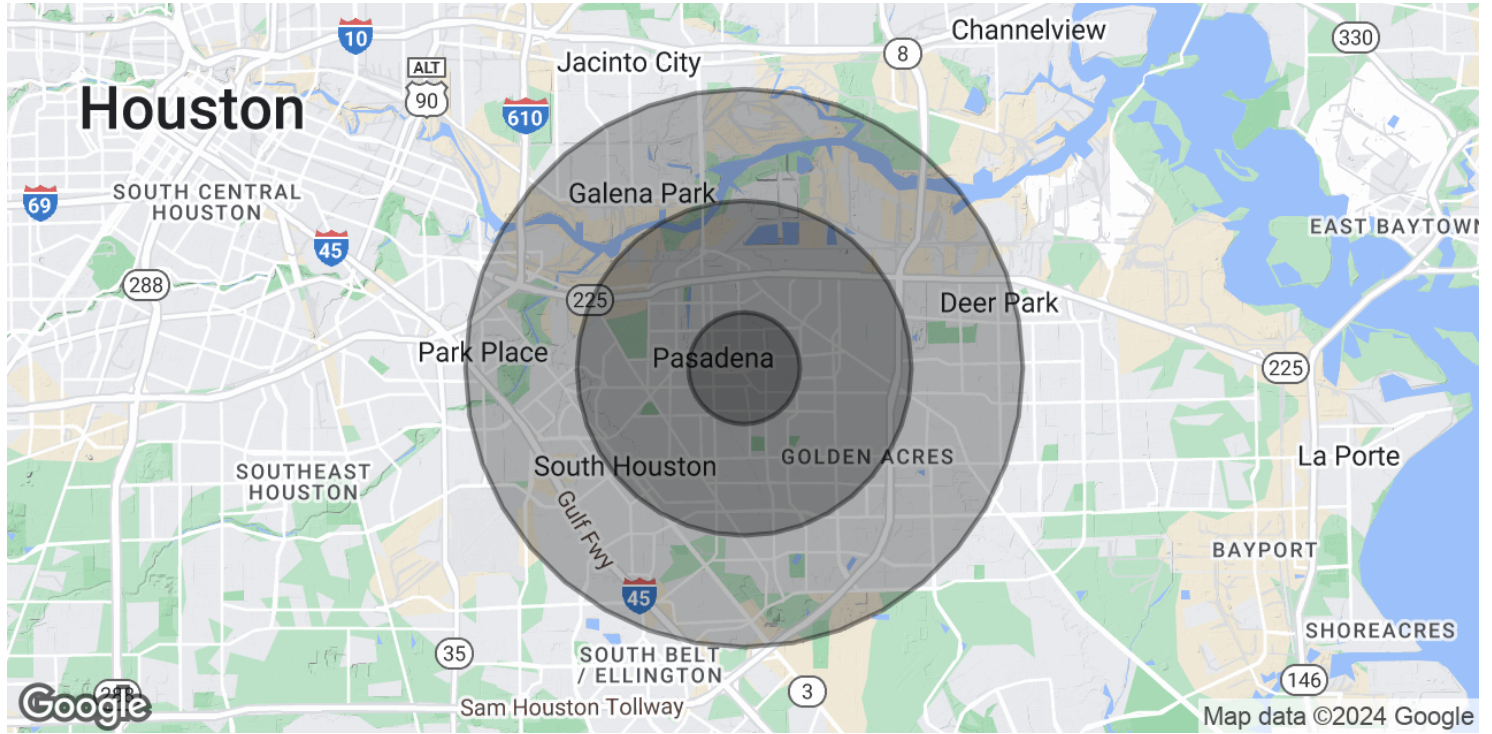 Channelview
330
10
8
Jacinto City
ALT
90
Houston
610
SOUTH CENTRAL
HOUSTON
Galena Park
69
EAST BAYTOWN
45
288
225
Deer Park
Park Place
Pasadena
225
GOLDEN ACRES
La Porte
South Houston
SOUTHEAST
HOUSTON
Gulf Fwy
BAYPORT
45
SHOREACRES
35
SOUTH BELT
/ ELLINGTON
146
3
288
Google
Sam Houston Tollway
Map data ©2024 Google